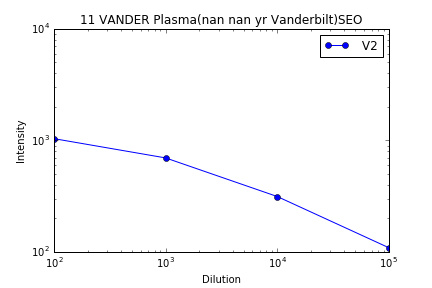 11 VANDER Plasma(nan nan yr Vanderbilt)SEO
V2
10^4
10^3
10^2
Intensity
10^2 10^3 10^4 10^5
Dilution